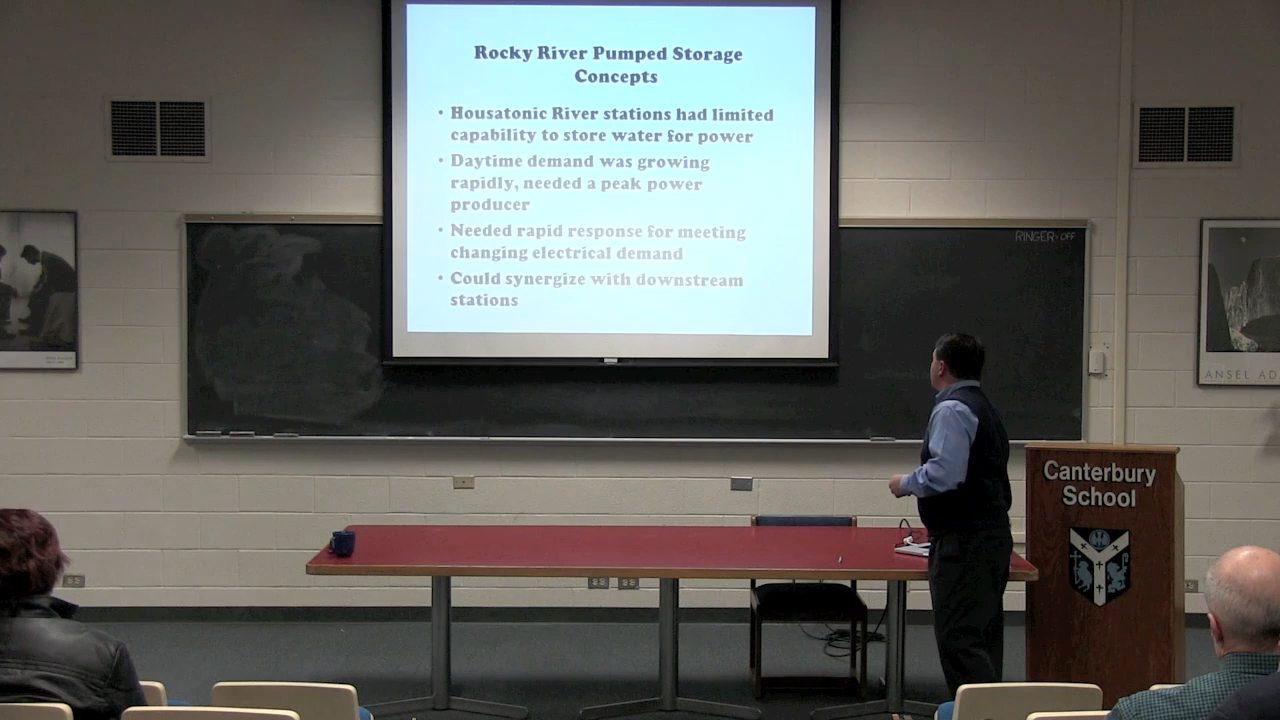 Rocky River Pumped Storage
Concepts
• Housatonic River stations had limited
capability to store water for power
• Daytime demand was growing
rapidly, needed a peak power
producer
• Needed rapid response for meeting
changing electrical demand
• Could synergize with downstream
stations
RINGER-OFF
ANSEL AD
Canterbury
School